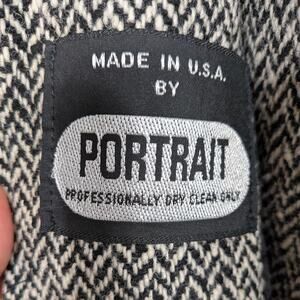 MADE IN U.S.A.
BY
PORTRAIT
PROFESSIONALLY DRY CLEAN ONLY